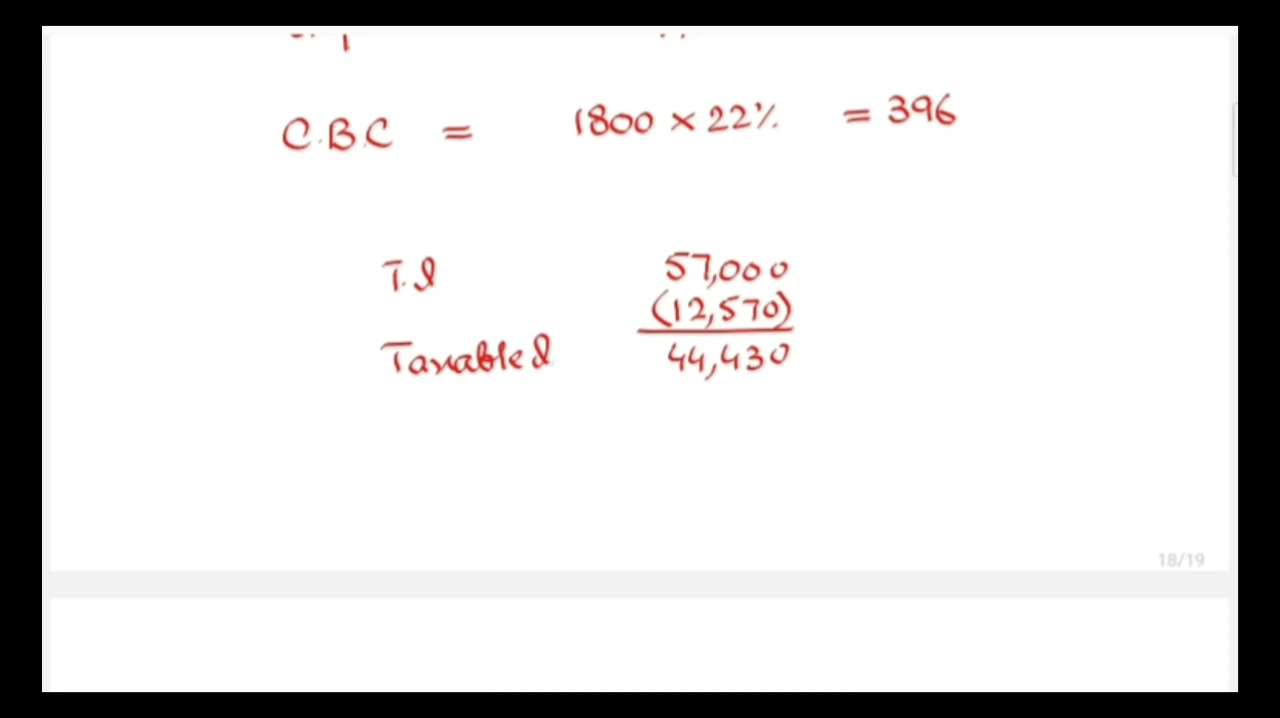 C.B.C = 1800 × 22% = 396
T.I 57,000
(12,570)
Taxable I 44,430
18/19